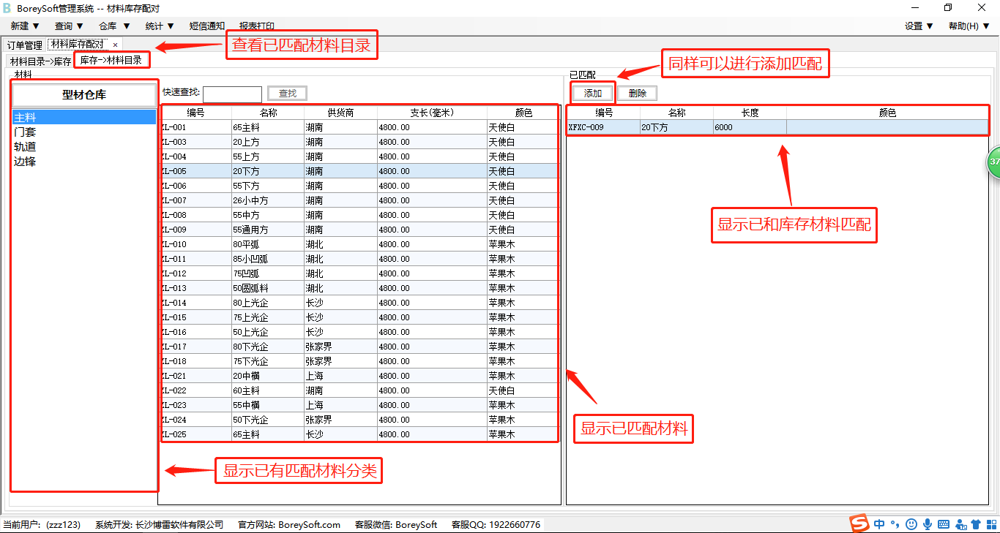 BoreySoft管理系统 -- 材料库存配对
新建 ▼ 查询 ▼ 仓库 ▼ 统计 ▼ 短信通知 报表打印 设置 ▼ 帮助(H) ▼
订单管理 材料库存配对 ×
查看已匹配材料目录
材料目录->库存 库存->材料目录
同样可以进行添加匹配
材料
型材仓库
主料
门套
轨道
边锋
快速查找: 查找
编号 名称 供货商 支长(毫米) 颜色
ZL-001 65主料 湖南 4800.00 天使白
ZL-003 20上方 湖南 4800.00 天使白
ZL-004 55上方 湖南 4800.00 天使白
ZL-005 20下方 湖南 4800.00 天使白
ZL-006 55下方 湖南 4800.00 天使白
ZL-007 26小中方 湖南 4800.00 天使白
ZL-008 55中方 湖南 4800.00 天使白
ZL-009 55通用方 湖南 4800.00 天使白
ZL-010 80平弧 湖北 4800.00 苹果木
ZL-011 85小凹弧 湖北 4800.00 苹果木
ZL-012 75凹弧 湖北 4800.00 苹果木
ZL-013 50圆弧料 湖北 4800.00 苹果木
ZL-014 80上光企 长沙 4800.00 苹果木
ZL-015 75上光企 长沙 4800.00 苹果木
ZL-016 50上光企 长沙 4800.00 苹果木
ZL-017 80下光企 张家界 4800.00 苹果木
ZL-018 75下光企 张家界 4800.00 苹果木
ZL-021 20中横 上海 4800.00 苹果木
ZL-022 60主料 湖南 4800.00 天使白
ZL-023 55中横 上海 4800.00 苹果木
ZL-024 50下光企 张家界 4800.00 苹果木
ZL-025 65主料 长沙 4800.00 苹果木
已匹配
添加 删除
编号 名称 长度 颜色
XFXC-009 20下方 6000
37
显示已和库存材料匹配
显示已匹配材料
显示已有匹配材料分类
当前用户: (zzz123) 系统开发: 长沙博雷软件有限公司 官方网站: BoreySoft.com 客服微信: BoreySoft 客服QQ: 1922660776
中